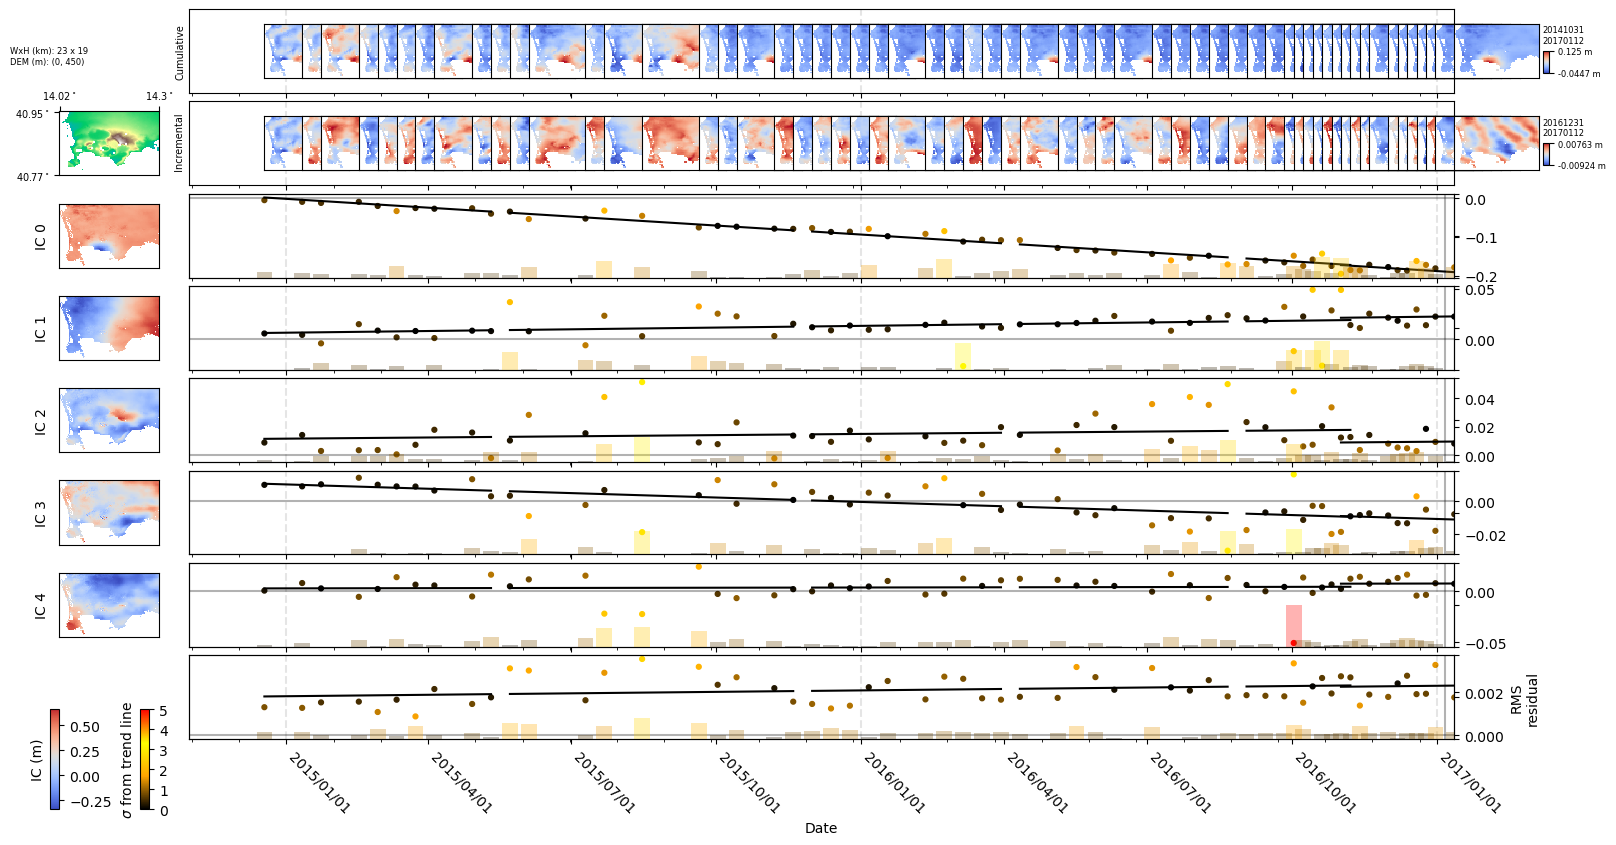 WxH (km): 23 x 19
DEM (m): (0, 450)
Cumulative
20141031
20170112
0.125 m
-0.0447 m
14.02°
14.3°
40.95°
40.77°
Incremental
20161231
20170112
0.00763 m
-0.00924 m
IC 0
0.0
−0.1
−0.2
IC 1
0.05
0.00
IC 2
0.04
0.02
0.00
IC 3
0.00
−0.02
IC 4
0.00
−0.05
0.002
0.000
RMS
residual
IC (m)
0.50
0.25
0.00
−0.25
σ from trend line
5
4
3
2
1
0
2015/01/01
2015/04/01
2015/07/01
2015/10/01
2016/01/01
2016/04/01
2016/07/01
2016/10/01
2017/01/01
Date